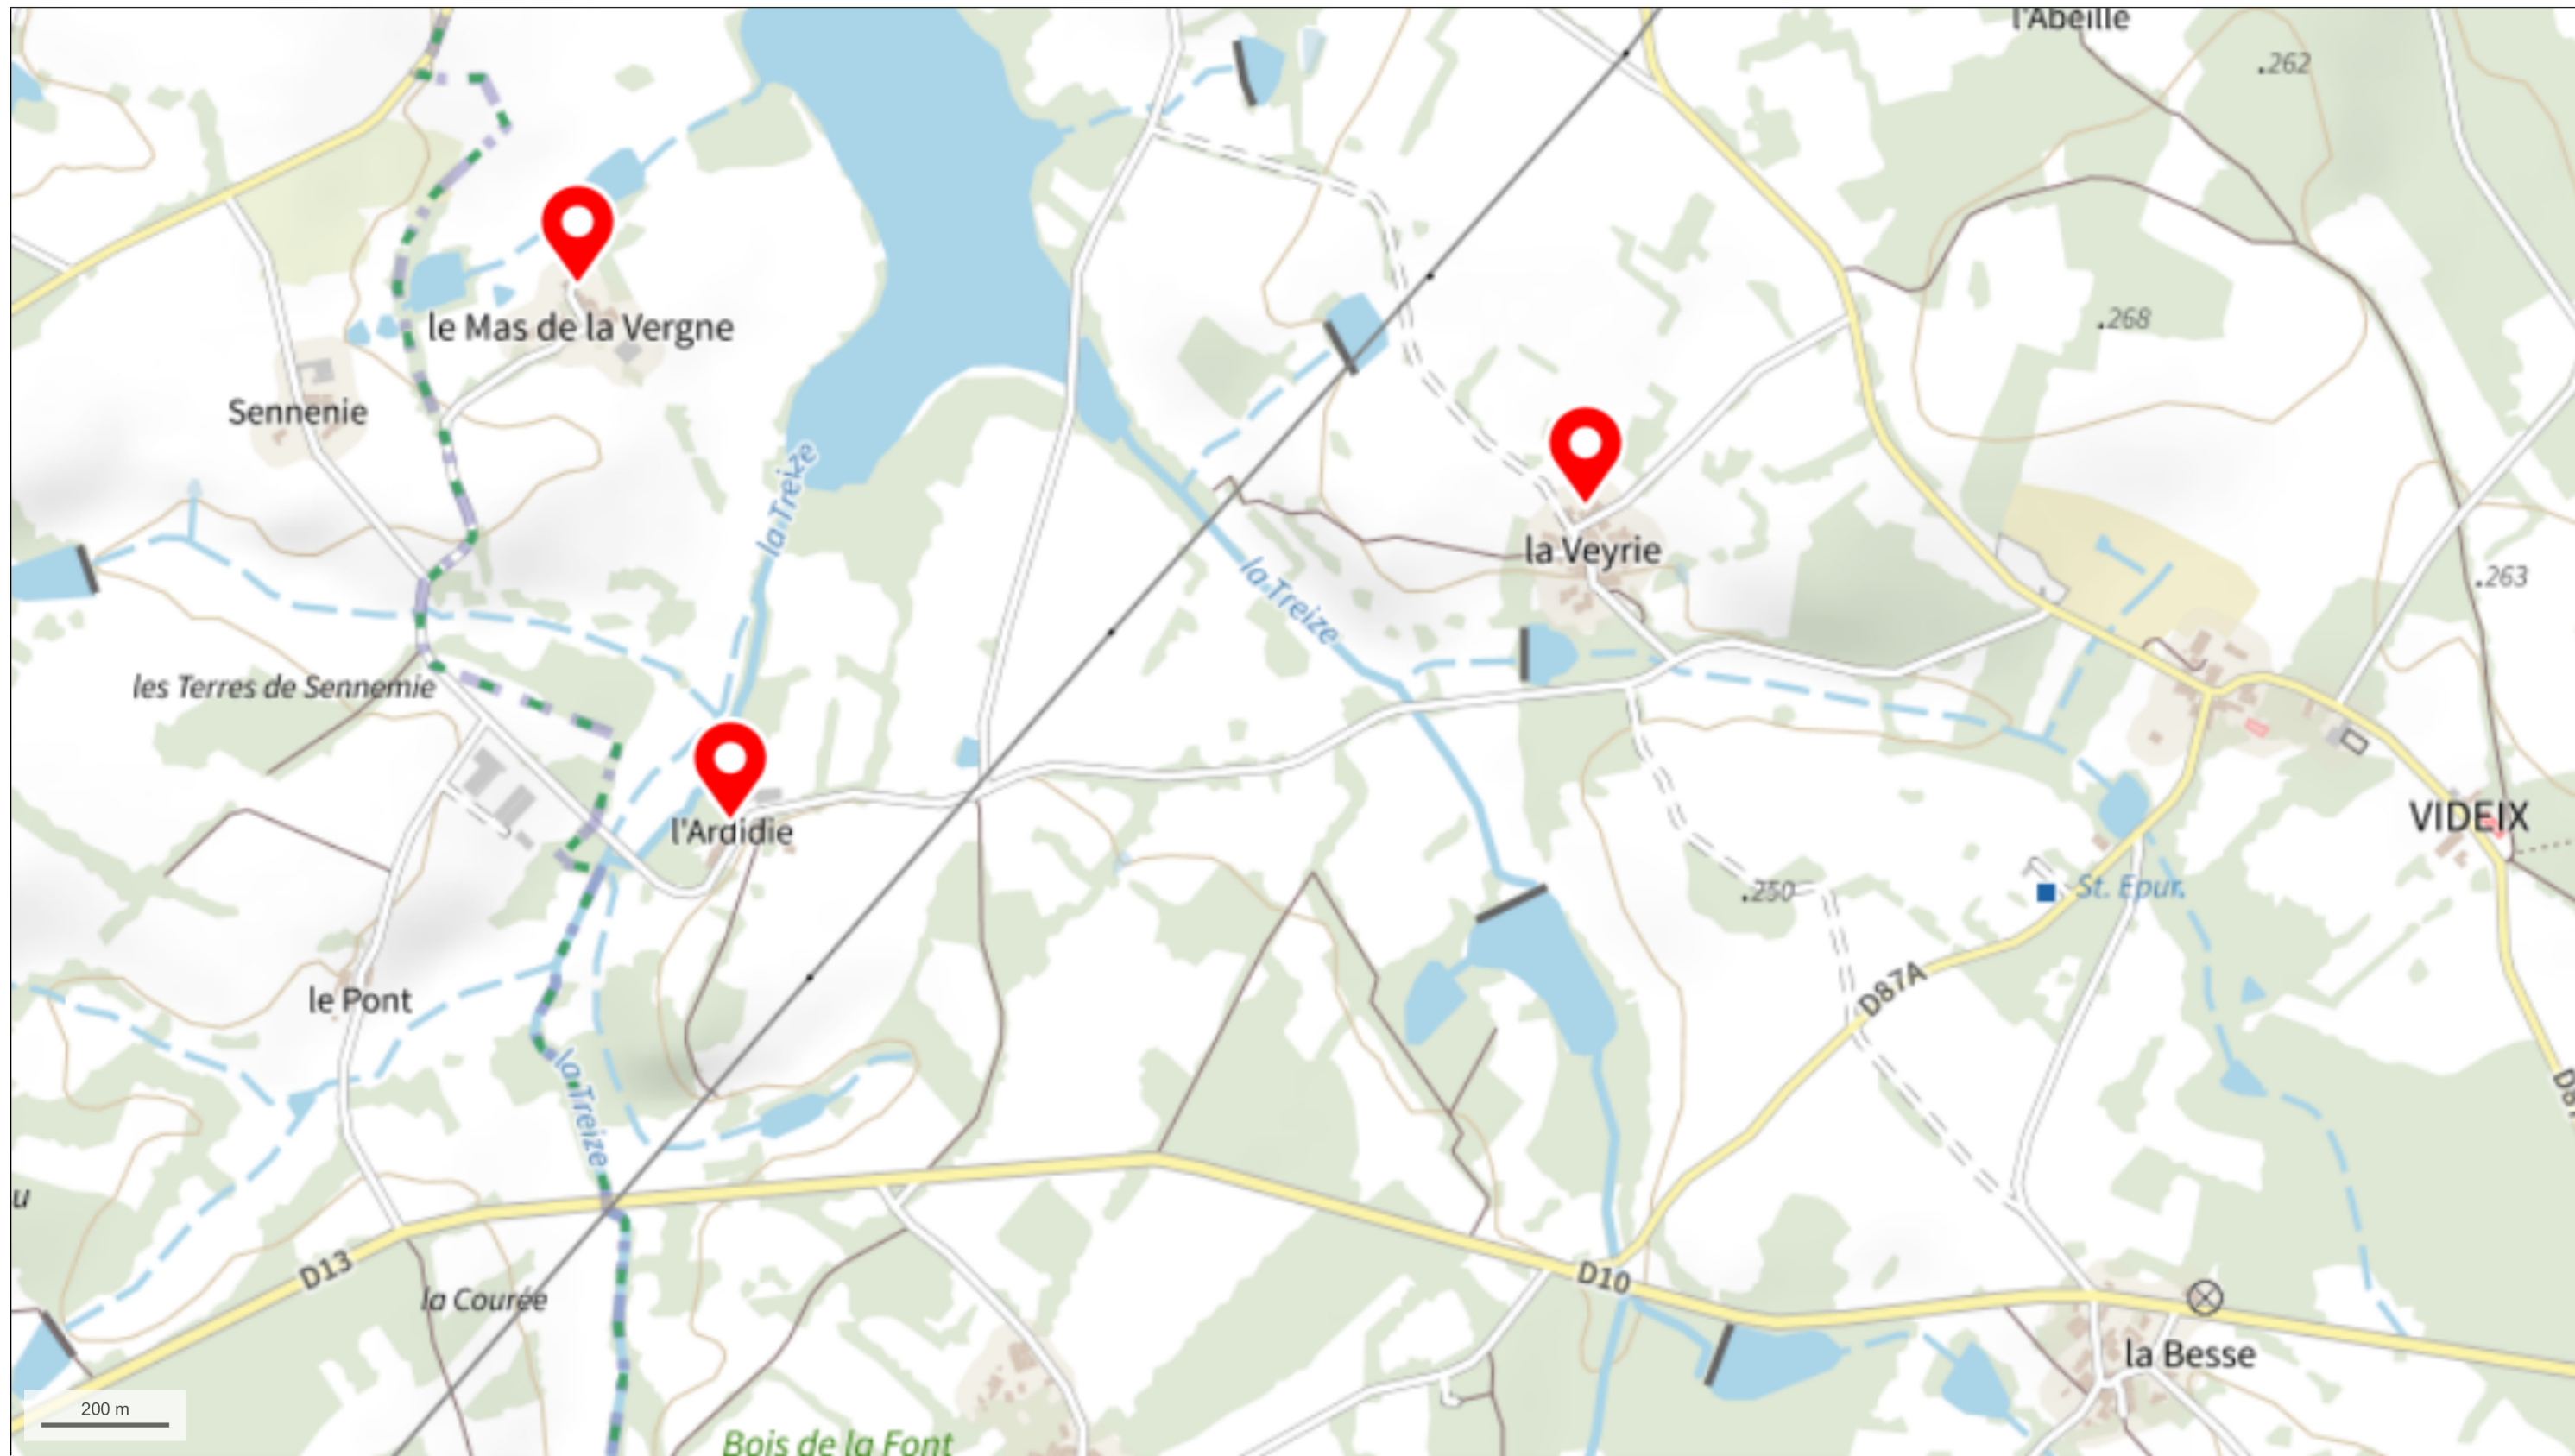 l'Abeille
.262
le Mas de la Vergne
.268
Sennenie
la Treize
la Veyrie
.263
la Treize
les Terres de Sennemie
VIDEIX
l'Ardidie
.250
St. Epur.
D87A
le Pont
la Treize
u
D13
D10
la Courée
la Besse
200 m
Bois de la Font